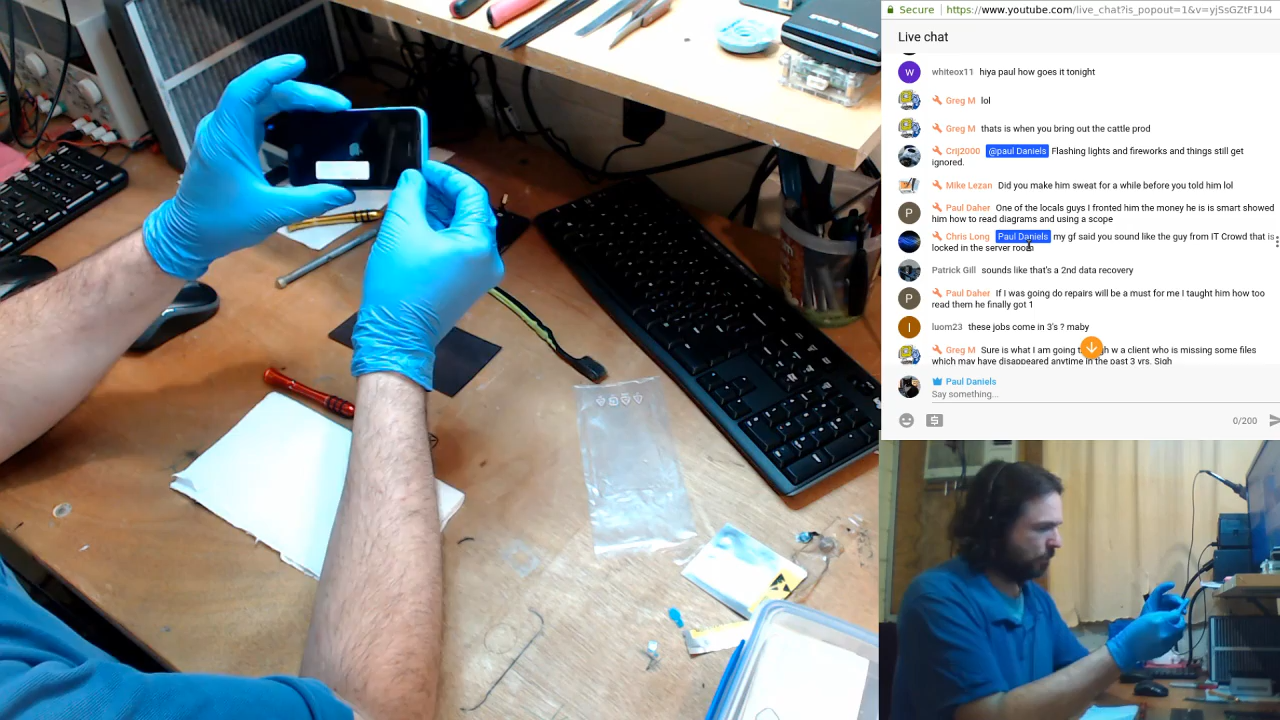 Secure https://www.youtube.com/live_chat?is_popout=1&v=yjSsGZtF1U4
Live chat
W whiteox11 hiya paul how goes it tonight
Greg M lol
Greg M thats is when you bring out the cattle prod
Crij2000 @paul Daniels Flashing lights and fireworks and things still get
ignored.
Mike Lezan Did you make him sweat for a while before you told him lol
P Paul Daher One of the locals guys I fronted him the money he is is smart showed
him how to read diagrams and using a scope
Chris Long Paul Daniels my gf said you sound like the guy from IT Crowd that is
locked in the server room
Patrick Gill sounds like that's a 2nd data recovery
P Paul Daher If I was going do repairs will be a must for me I taught him how too
read them he finally got 1
l luom23 these jobs come in 3's ? maby
Greg M Sure is what I am going w a client who is missing some files
which may have disappeared anytime in the past 3 yrs. Sigh
Paul Daniels
Say something...
0/200